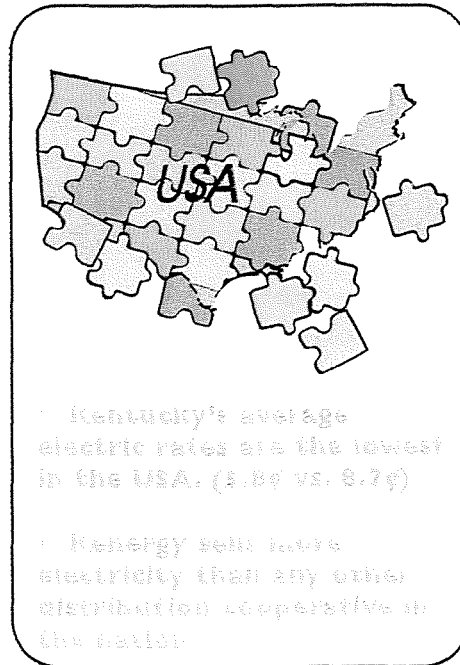 USA
· Kentucky's average
electric rates are the lowest
in the USA. (5.8¢ vs. 8.7¢)
· Kenergy sells more
electricity than any other
distribution cooperative in
the nation